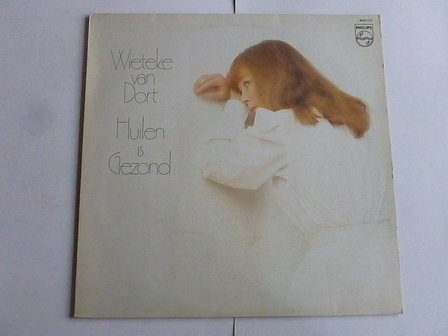 Wieteke
van
Dort
Huilen
is
Gezond
PHILIPS